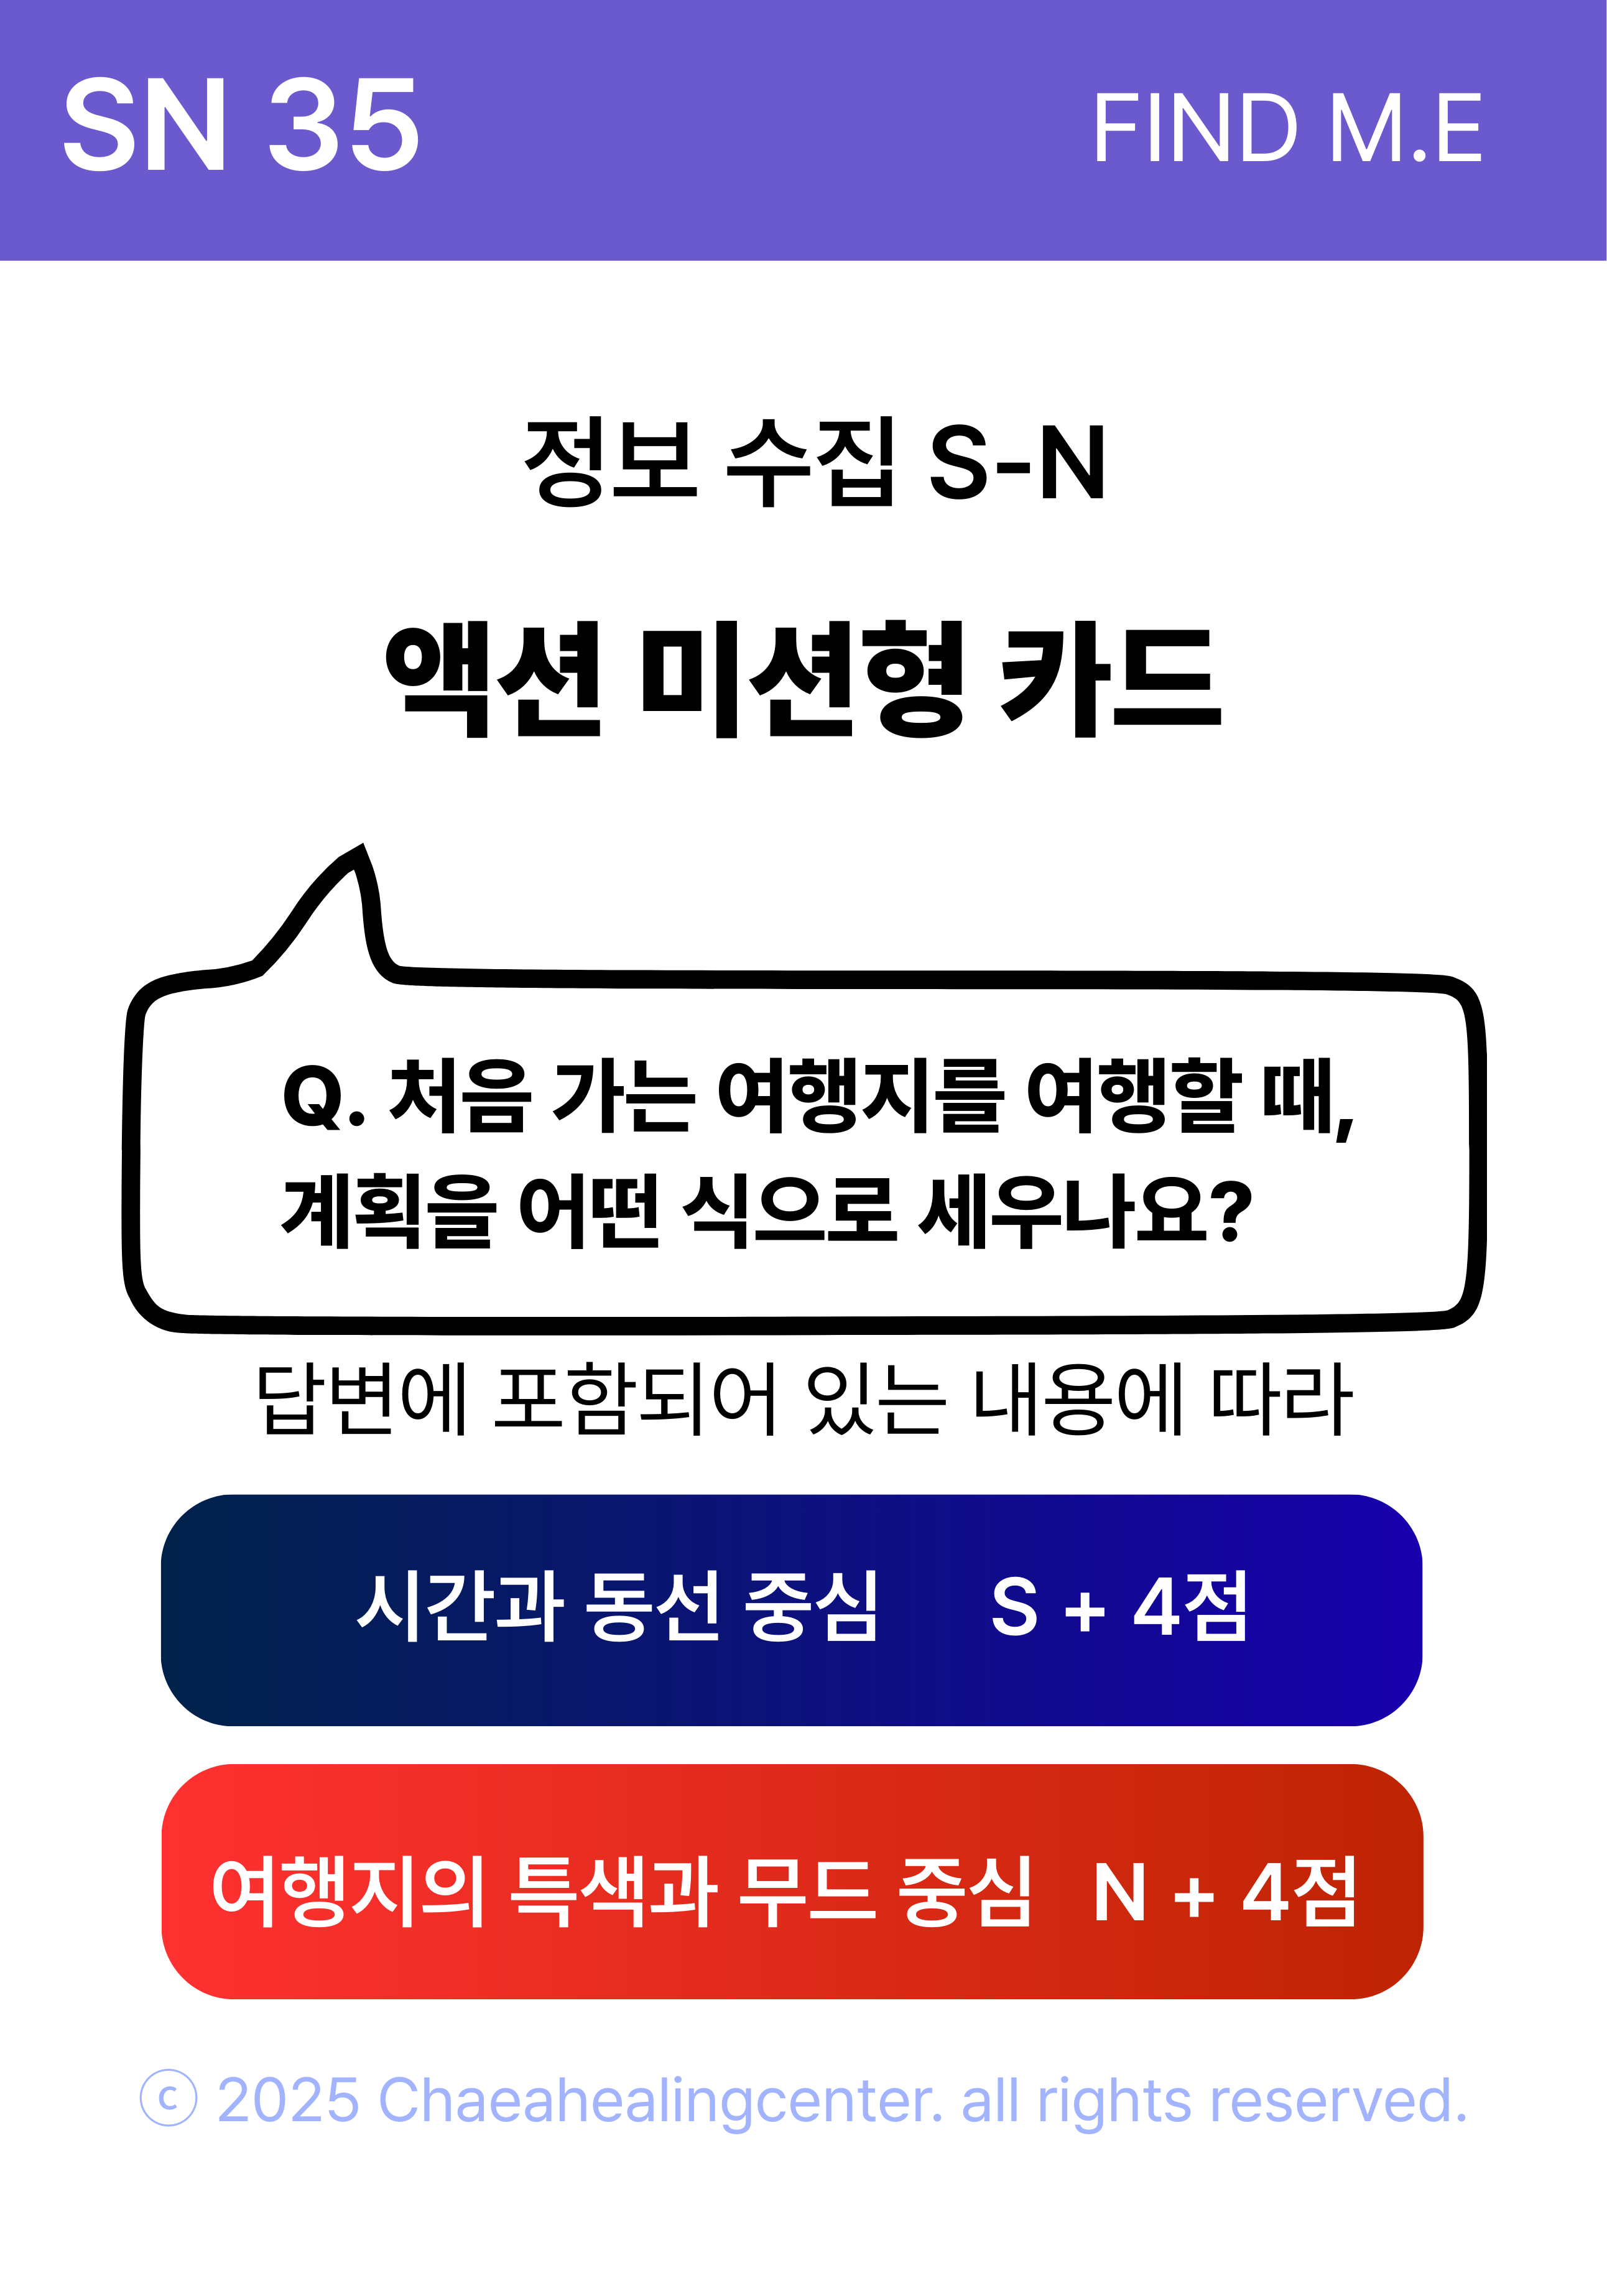 SN 35
FIND M.E
정보 수집 S-N
액션 미션형 카드
Q. 처음 가는 여행지를 여행할 때,
계획을 어떤 식으로 세우나요?
답변에 포함되어 있는 내용에 따라
시간과 동선 중심 S + 4점
여행지의 특색과 무드 중심 N + 4점
ⓒ 2025 Chaeahealingcenter. all rights reserved.